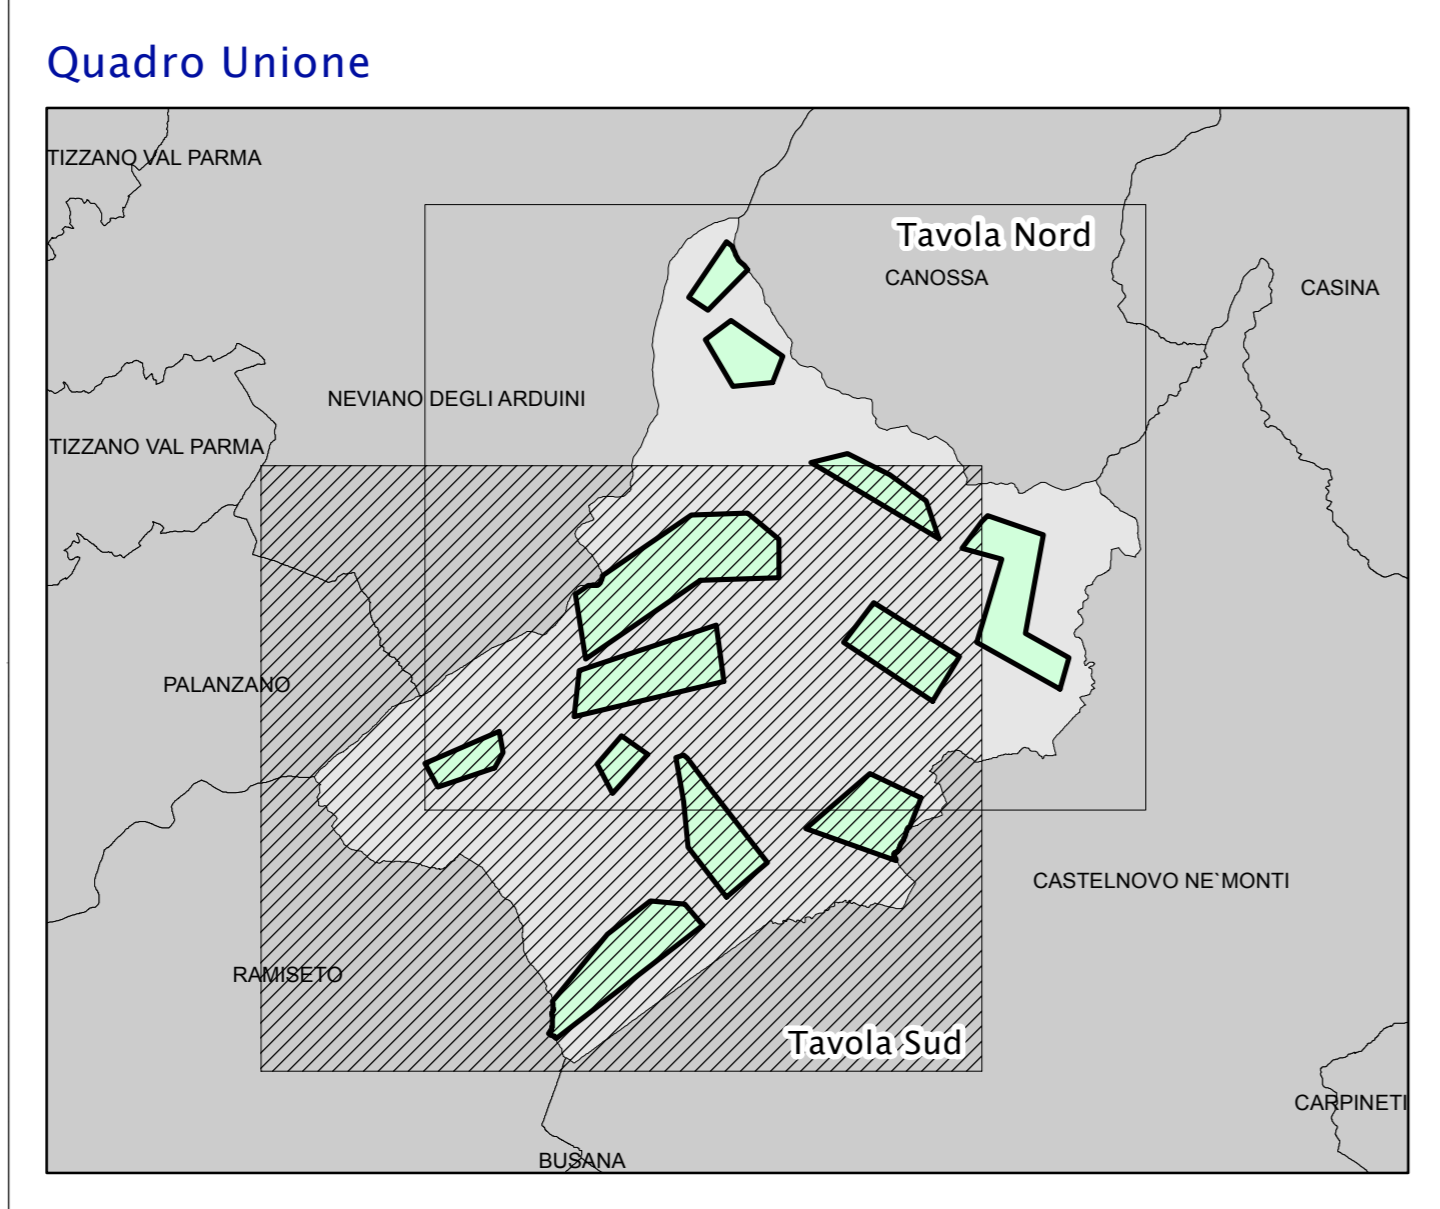 Quadro Unione
TIZZANO VAL PARMA
Tavola Nord
CANOSSA
CASINA
NEVIANO DEGLI ARDUINI
TIZZANO VAL PARMA
PALANZANO
CASTELNOVO NE`MONTI
RAMISETO
Tavola Sud
CARPINETI
BUSANA